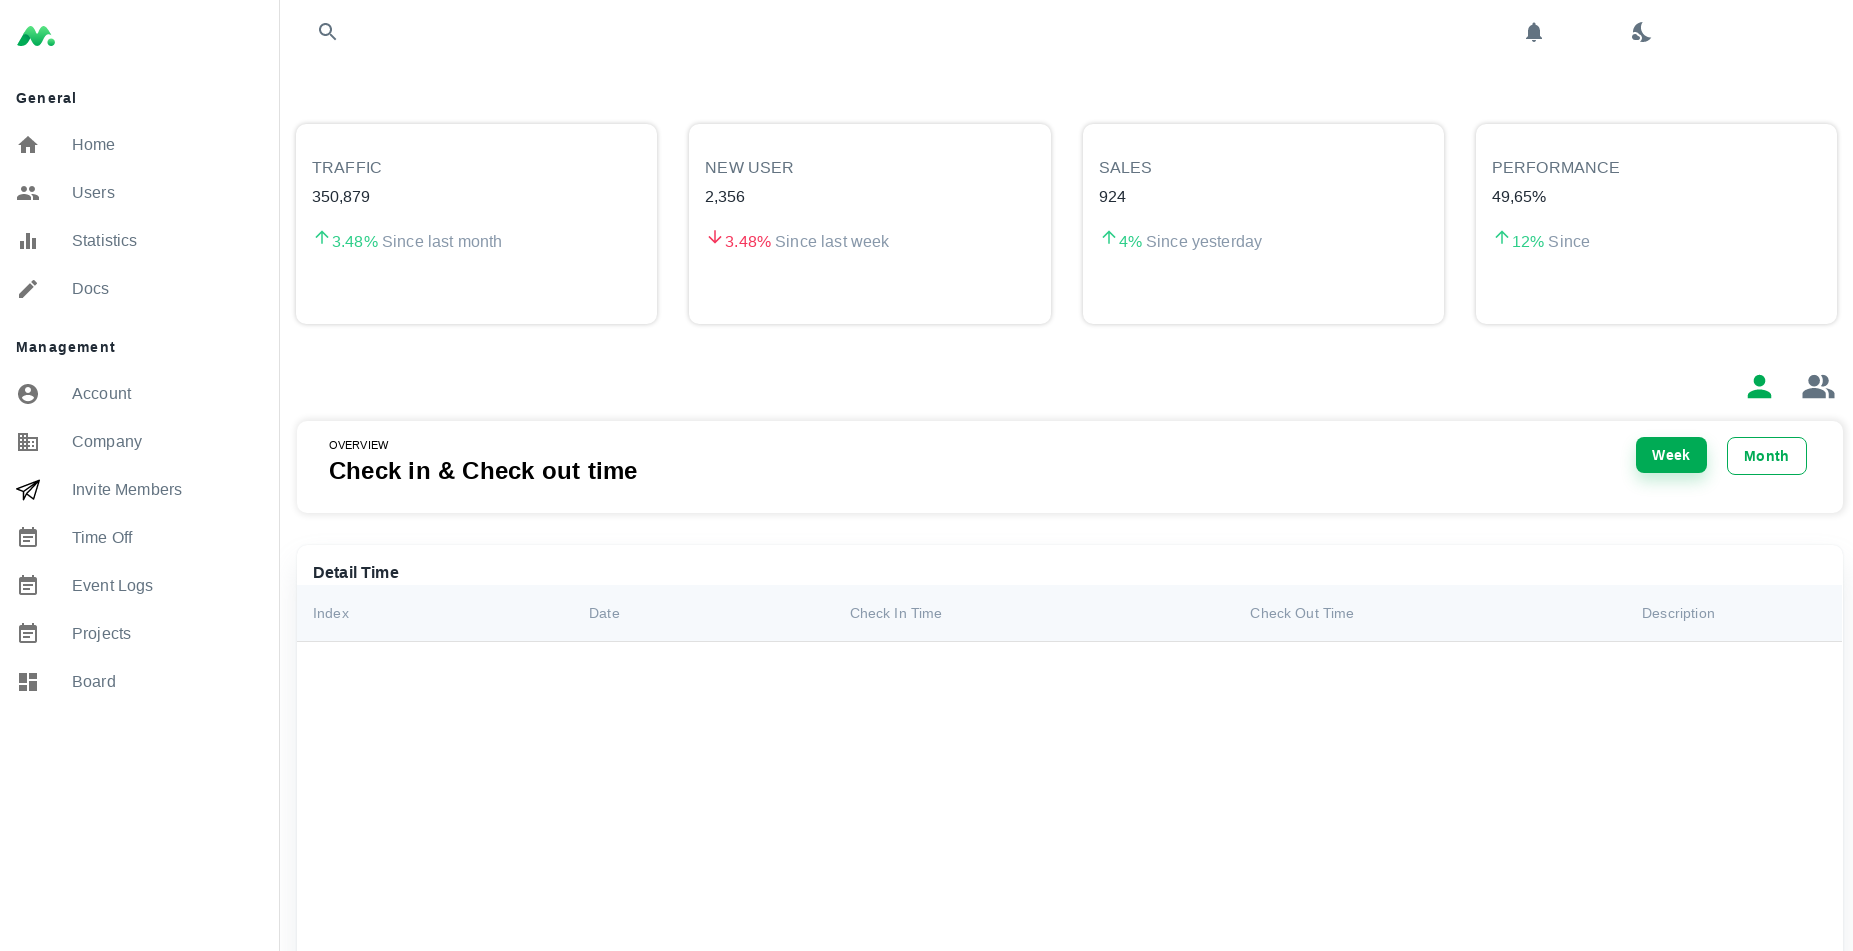 General
Home
Users
Statistics
Docs
Management
Account
Company
Invite Members
Time Off
Event Logs
Projects
Board
TRAFFIC
350,879
3.48% Since last month
NEW USER
2,356
3.48% Since last week
SALES
924
4% Since yesterday
PERFORMANCE
49,65%
12% Since
OVERVIEW
Check in & Check out time
Week Month
Detail Time
Index Date Check In Time Check Out Time Description